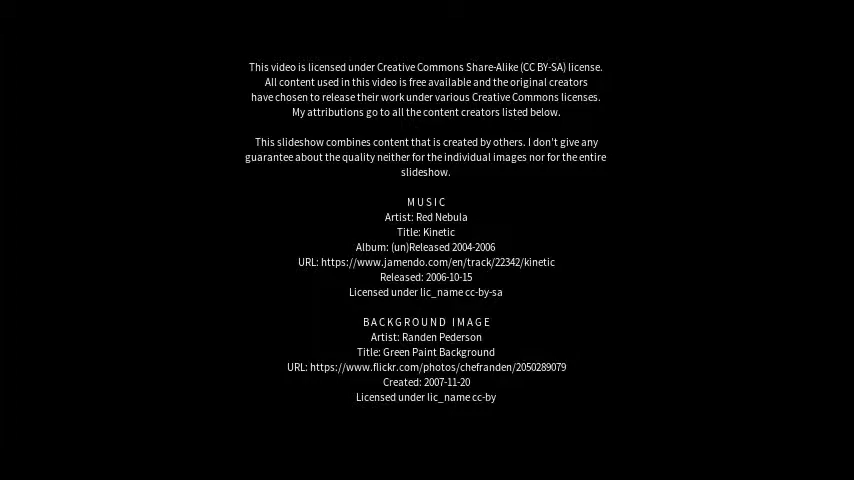 This video is licensed under Creative Commons Share-Alike (CC BY-SA) license.
All content used in this video is free available and the original creators
have chosen to release their work under various Creative Commons licenses.
My attributions go to all the content creators listed below.
This slideshow combines content that is created by others. I don't give any
guarantee about the quality neither for the individual images nor for the entire
slideshow.
MUSIC
Artist: Red Nebula
Title: Kinetic
Album: (un)Released 2004-2006
URL: https://www.jamendo.com/en/track/22342/kinetic
Released: 2006-10-15
Licensed under lic_name cc-by-sa
BACKGROUND IMAGE
Artist: Randen Pederson
Title: Green Paint Background
URL: https://www.flickr.com/photos/chefranden/2050289079
Created: 2007-11-20
Licensed under lic_name cc-by